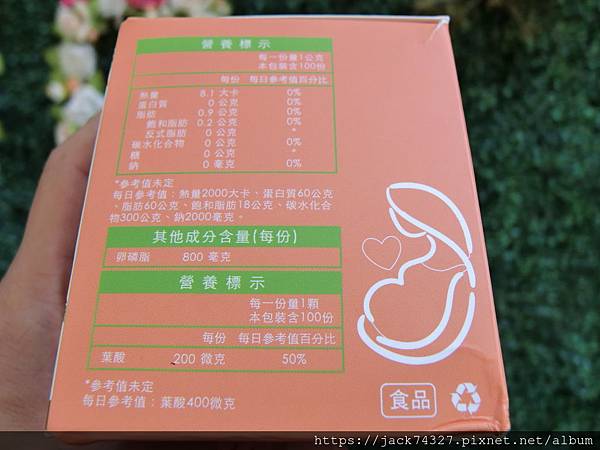 營養標示
每一份量1公克
本包裝含100份
每份 每日參考值百分比
熱量 8.1 大卡 0%
蛋白質 0 公克 0%
脂肪 0.9 公克 0%
飽和脂肪 0.2 公克 0%
反式脂肪 0 公克 *
碳水化合物 0 公克 0%
糖 0 公克 *
鈉 0 毫克 0%
*參考值未定
每日參考值：熱量2000大卡、蛋白質60公克
、脂肪60公克、飽和脂肪18公克、碳水化合
物300公克、鈉2000毫克。
其他成分含量(每份)
卵磷脂 800 毫克
營養標示
每一份量1顆
本包裝含100份
每份 每日參考值百分比
葉酸 200 微克 50%
*參考值未定
每日參考值：葉酸400微克
食品
https://jack74327.pixnet.net/album